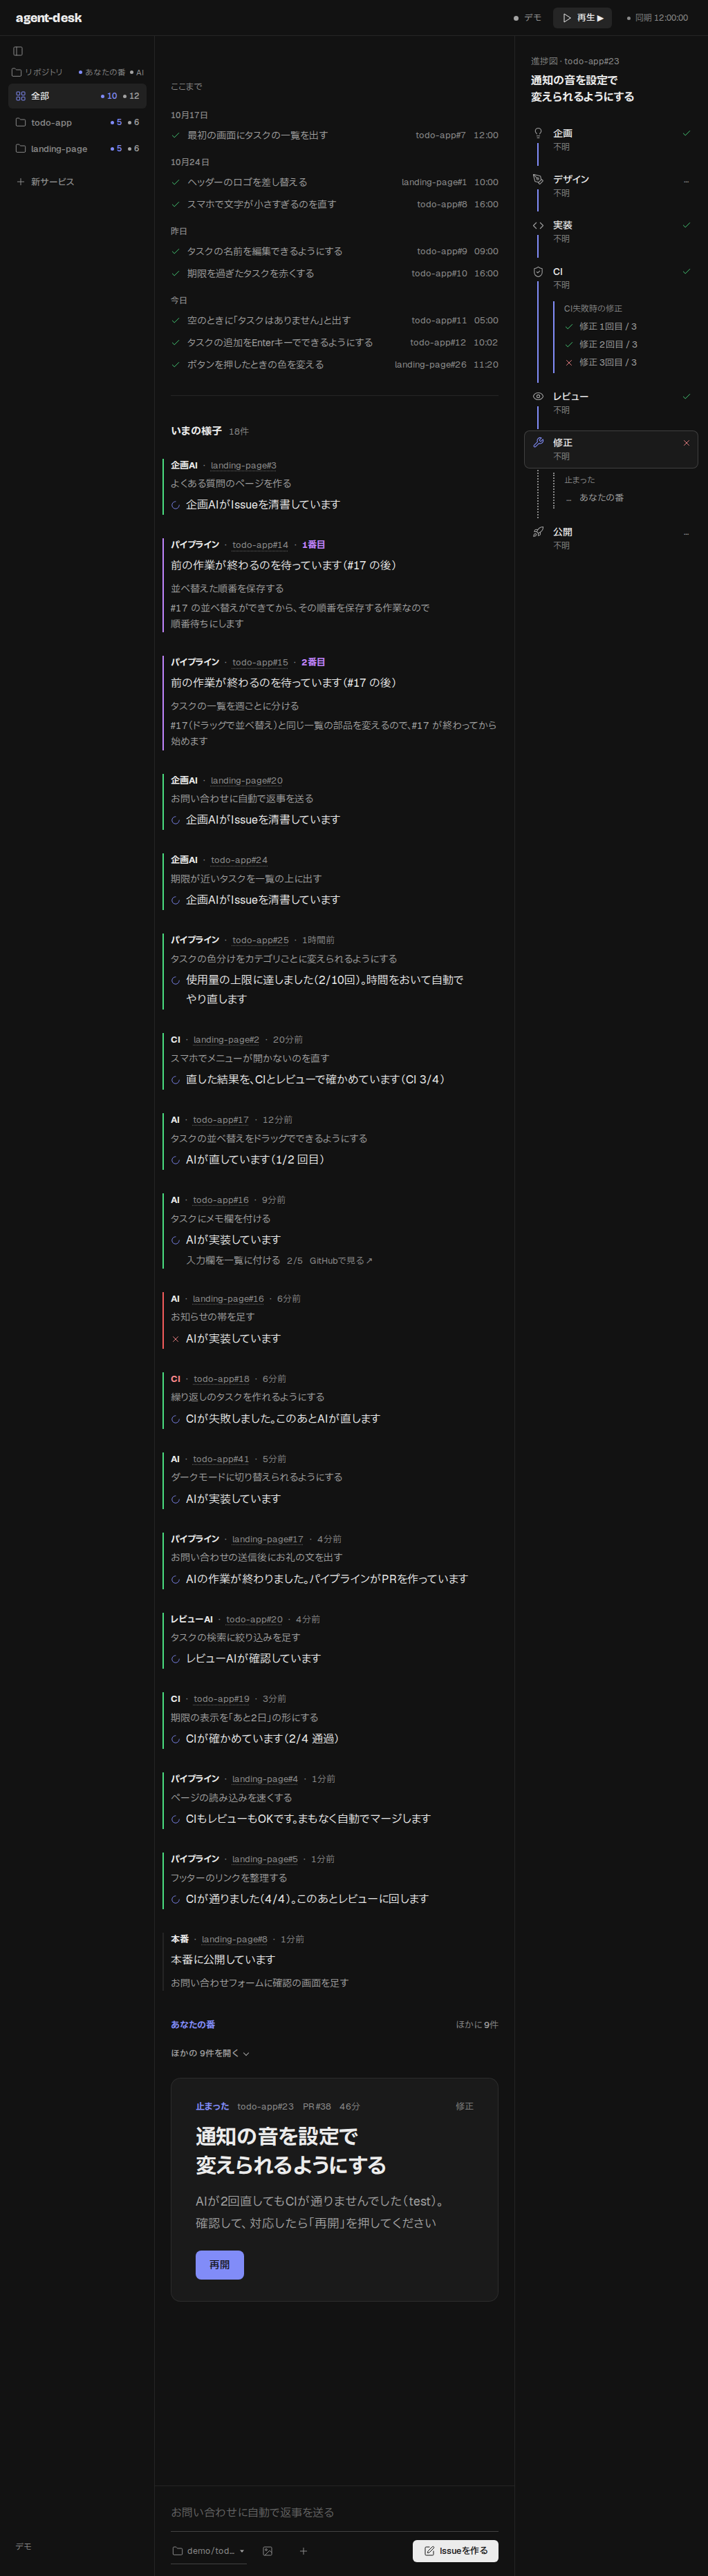 agent-desk
デモ
再生 ▶
同期 12:00:00
リポジトリ
あなたの番 AI
全部 10 12
todo-app 5 6
landing-page 5 6
新サービス
ここまで
10月17日
最初の画面にタスクの一覧を出す todo-app#7 12:00
10月24日
ヘッダーのロゴを差し替える landing-page#1 10:00
スマホで文字が小さすぎるのを直す todo-app#8 16:00
昨日
タスクの名前を編集できるようにする todo-app#9 09:00
期限を過ぎたタスクを赤くする todo-app#10 16:00
今日
空のときに「タスクはありません」と出す todo-app#11 05:00
タスクの追加をEnterキーでできるようにする todo-app#12 10:02
ボタンを押したときの色を変える landing-page#26 11:20
いまの様子 18件
企画AI · landing-page#3
よくある質問のページを作る
企画AIがIssueを清書しています
パイプライン · todo-app#14 · 1番目
前の作業が終わるのを待っています(#17 の後)
並べ替えた順番を保存する
#17 の並べ替えができてから、その順番を保存する作業なので
順番待ちにします
パイプライン · todo-app#15 · 2番目
前の作業が終わるのを待っています(#17 の後)
タスクの一覧を週ごとに分ける
#17(ドラッグで並べ替え)と同じ一覧の部品を変えるので、#17 が終わってから
始めます
企画AI · landing-page#20
お問い合わせに自動で返事を送る
企画AIがIssueを清書しています
企画AI · todo-app#24
期限が近いタスクを一覧の上に出す
企画AIがIssueを清書しています
パイプライン · todo-app#25 · 1時間前
タスクの色分けをカテゴリごとに変えられるようにする
使用量の上限に達しました(2/10回)。時間をおいて自動で
やり直します
CI · landing-page#2 · 20分前
スマホでメニューが開かないのを直す
直した結果を、CIとレビューで確かめています(CI 3/4)
AI · todo-app#17 · 12分前
タスクの並べ替えをドラッグでできるようにする
AIが直しています(1/2 回目)
AI · todo-app#16 · 9分前
タスクにメモ欄を付ける
AIが実装しています
入力欄を一覧に付ける 2/5 GitHubで見る↗
AI · landing-page#16 · 6分前
お知らせの帯を足す
AIが実装しています
CI · todo-app#18 · 6分前
繰り返しのタスクを作れるようにする
CIが失敗しました。このあとAIが直します
AI · todo-app#41 · 5分前
ダークモードに切り替えられるようにする
AIが実装しています
パイプライン · landing-page#17 · 4分前
お問い合わせの送信後にお礼の文を出す
AIの作業が終わりました。パイプラインがPRを作っています
レビューAI · todo-app#20 · 4分前
タスクの検索に絞り込みを足す
レビューAIが確認しています
CI · todo-app#19 · 3分前
期限の表示を「あと2日」の形にする
CIが確かめています(2/4 通過)
パイプライン · landing-page#4 · 1分前
ページの読み込みを速くする
CIもレビューもOKです。まもなく自動でマージします
パイプライン · landing-page#5 · 1分前
フッターのリンクを整理する
CIが通りました(4/4)。このあとレビューに回します
本番 · landing-page#8 · 1分前
本番に公開しています
お問い合わせフォームに確認の画面を足す
あなたの番 ほかに 9件
ほかの 9件を開く
止まった todo-app#23 PR #38 46分 修正
通知の音を設定で
変えられるようにする
AIが2回直してもCIが通りませんでした(test)。
確認して、対応したら「再開」を押してください
再開
お問い合わせに自動で返事を送る
demo/tod...
Issueを作る
デモ
進捗図 · todo-app#23
通知の音を設定で
変えられるようにする
企画
不明
デザイン
不明
実装
不明
CI
不明
CI失敗時の修正
修正 1回目 / 3
修正 2回目 / 3
修正 3回目 / 3
レビュー
不明
修正
不明
止まった
あなたの番
公開
不明